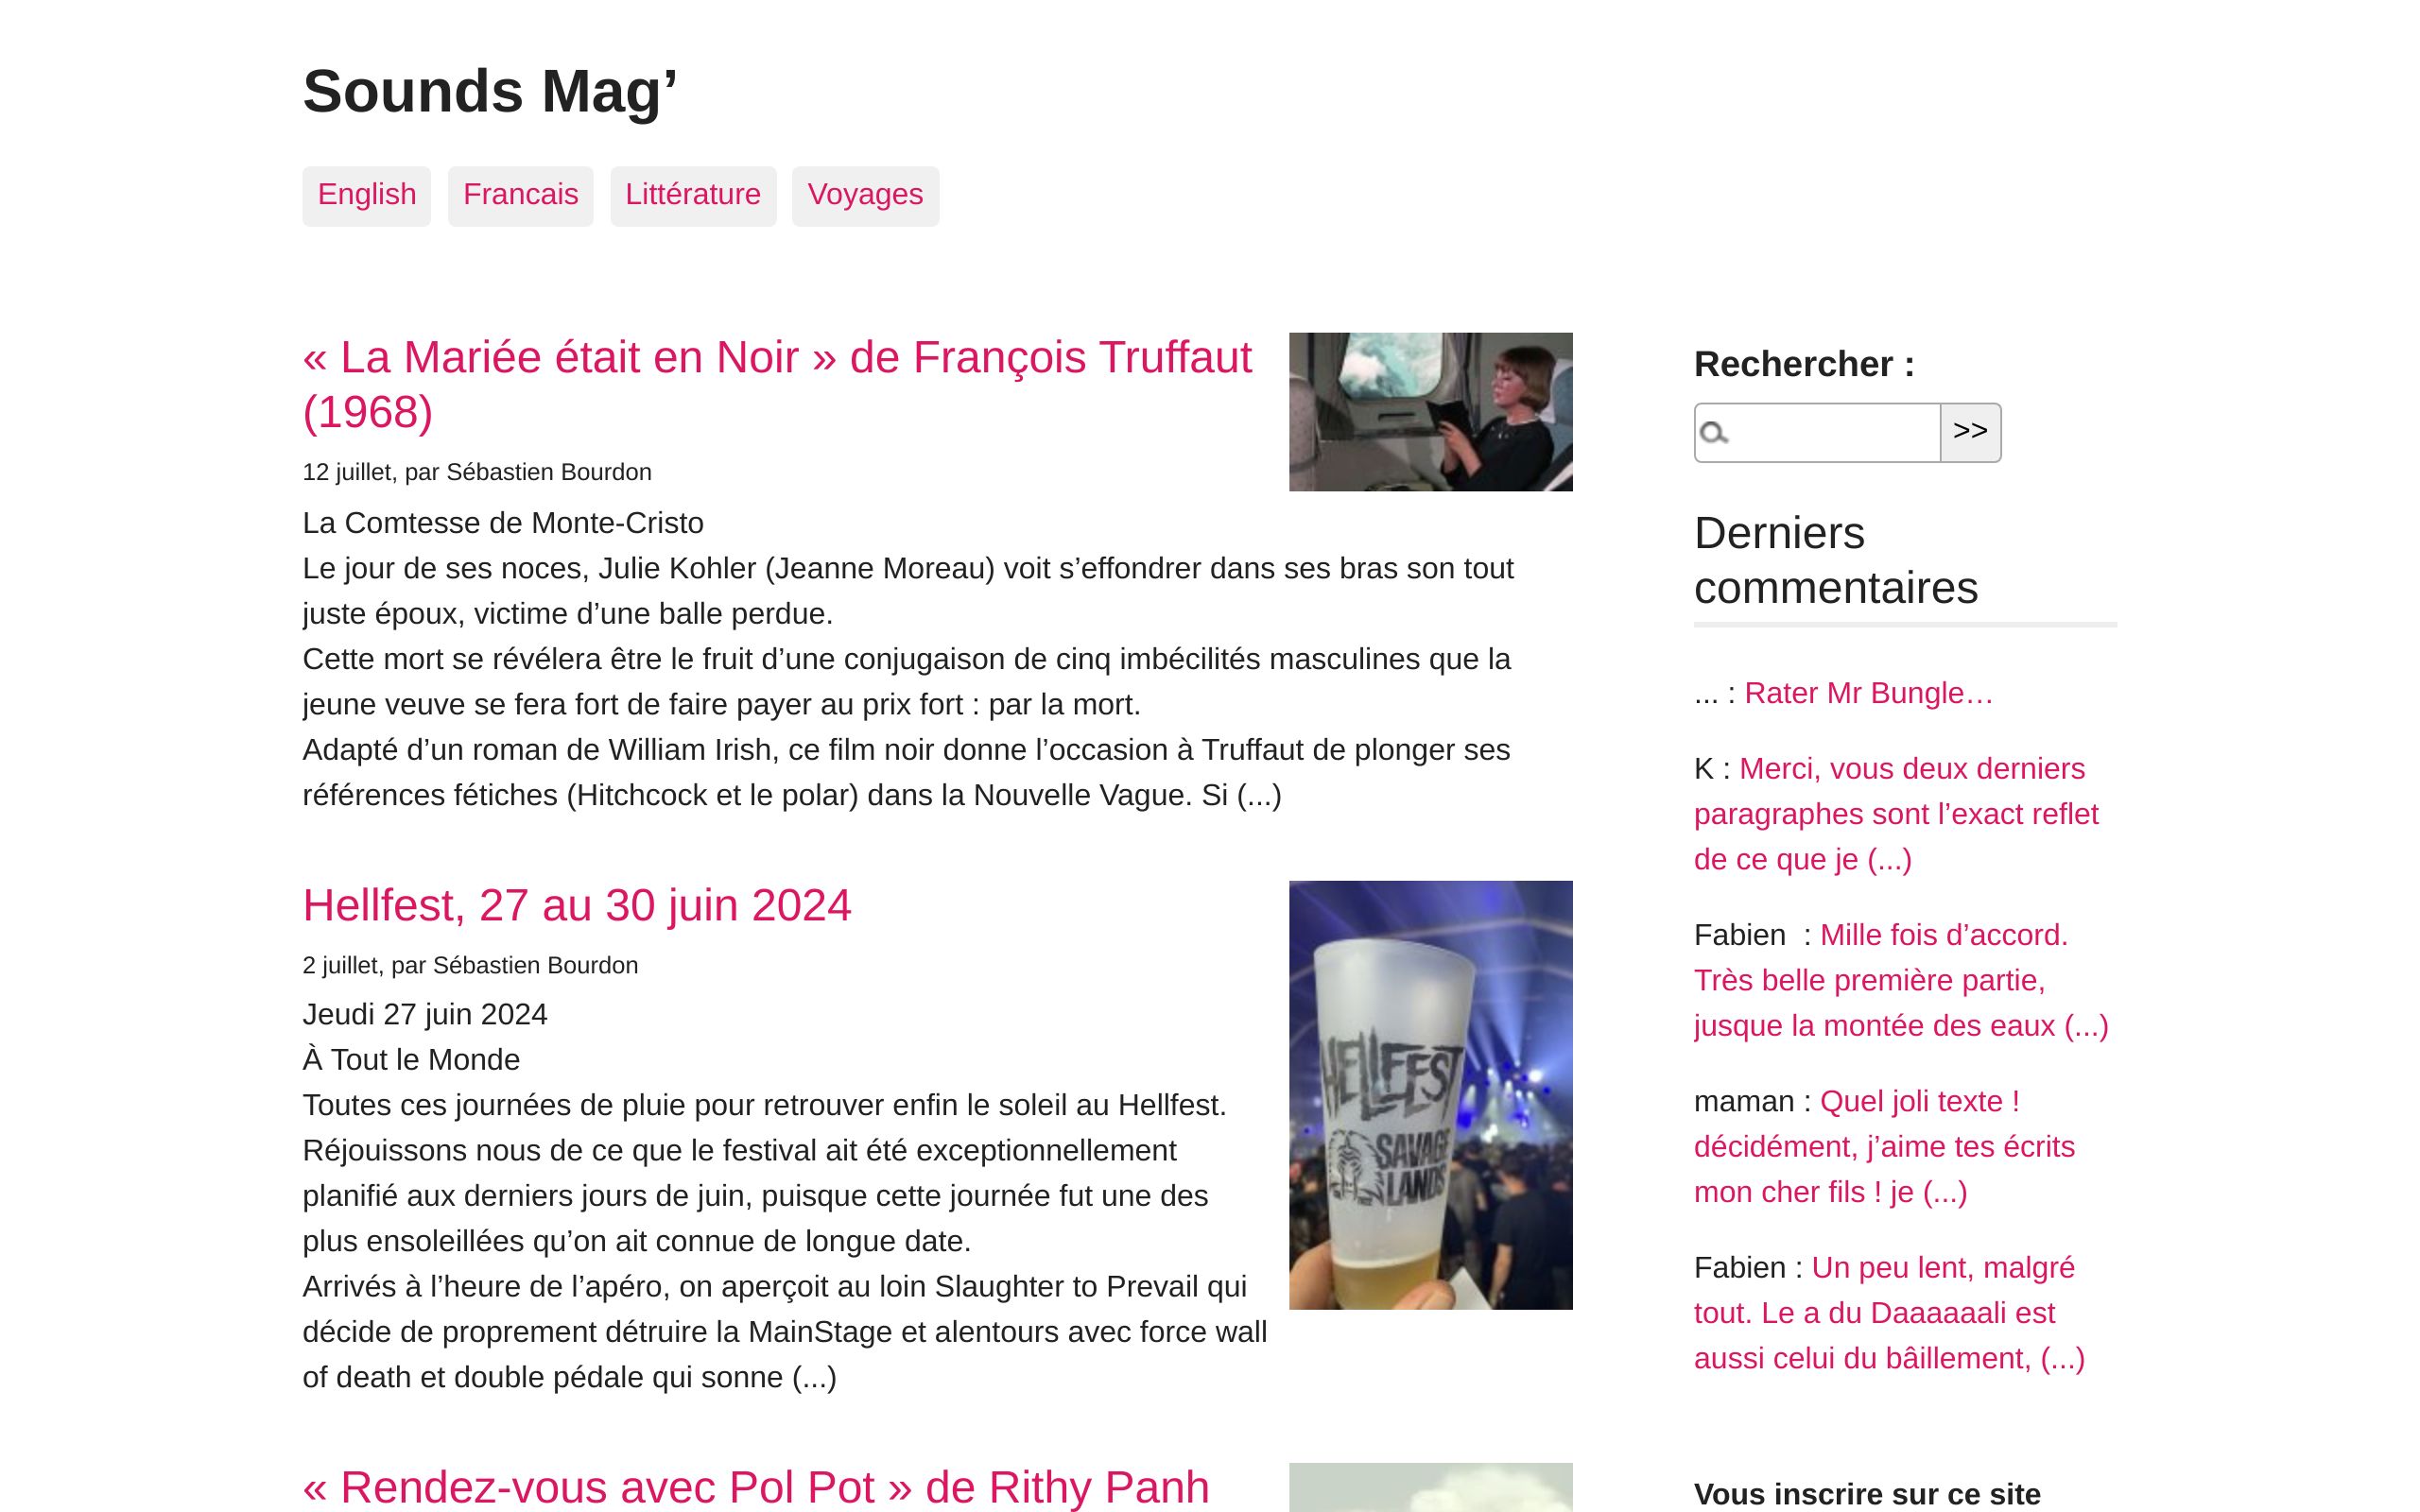 Sounds Mag’
English
Francais
Littérature
Voyages
« La Mariée était en Noir » de François Truffaut
(1968)
12 juillet, par Sébastien Bourdon
La Comtesse de Monte-Cristo
Le jour de ses noces, Julie Kohler (Jeanne Moreau) voit s’effondrer dans ses bras son tout
juste époux, victime d’une balle perdue.
Cette mort se révélera être le fruit d’une conjugaison de cinq imbécilités masculines que la
jeune veuve se fera fort de faire payer au prix fort : par la mort.
Adapté d’un roman de William Irish, ce film noir donne l’occasion à Truffaut de plonger ses
références fétiches (Hitchcock et le polar) dans la Nouvelle Vague. Si (...)
Hellfest, 27 au 30 juin 2024
2 juillet, par Sébastien Bourdon
Jeudi 27 juin 2024
À Tout le Monde
Toutes ces journées de pluie pour retrouver enfin le soleil au Hellfest.
Réjouissons nous de ce que le festival ait été exceptionnellement
planifié aux derniers jours de juin, puisque cette journée fut une des
plus ensoleillées qu’on ait connue de longue date.
Arrivés à l’heure de l’apéro, on aperçoit au loin Slaughter to Prevail qui
décide de proprement détruire la MainStage et alentours avec force wall
of death et double pédale qui sonne (...)
HELLFEST
SAVAGE
LANDS
« Rendez-vous avec Pol Pot » de Rithy Panh
Rechercher :
>>
Derniers
commentaires
... : Rater Mr Bungle…
K : Merci, vous deux derniers
paragraphes sont l’exact reflet
de ce que je (...)
Fabien  : Mille fois d’accord.
Très belle première partie,
jusque la montée des eaux (...)
maman : Quel joli texte !
décidément, j’aime tes écrits
mon cher fils ! je (...)
Fabien : Un peu lent, malgré
tout. Le a du Daaaaaali est
aussi celui du bâillement, (...)
Vous inscrire sur ce site